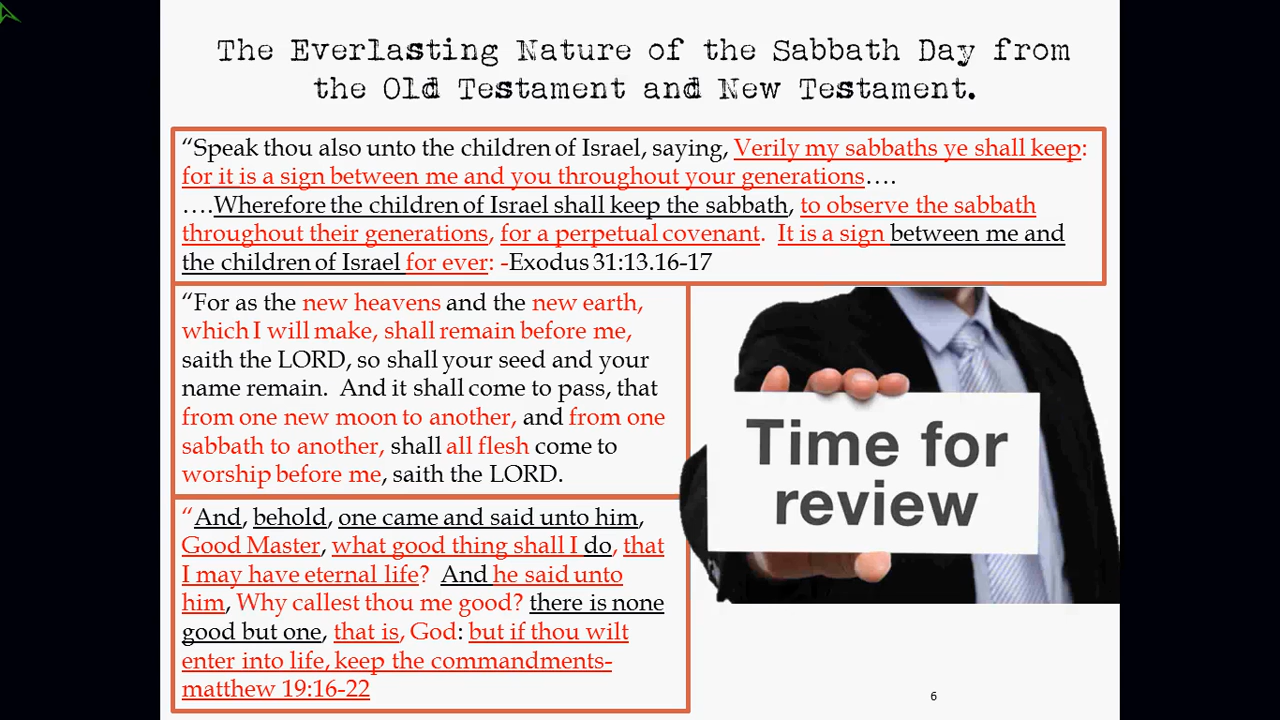 The Everlasting Nature of the Sabbath Day from
the Old Testament and New Testament.
“Speak thou also unto the children of Israel, saying, Verily my sabbaths ye shall keep:
for it is a sign between me and you throughout your generations….
….Wherefore the children of Israel shall keep the sabbath, to observe the sabbath
throughout their generations, for a perpetual covenant. It is a sign between me and
the children of Israel for ever: -Exodus 31:13.16-17
“For as the new heavens and the new earth,
which I will make, shall remain before me,
saith the LORD, so shall your seed and your
name remain. And it shall come to pass, that
from one new moon to another, and from one
sabbath to another, shall all flesh come to
worship before me, saith the LORD.
“And, behold, one came and said unto him,
Good Master, what good thing shall I do, that
I may have eternal life? And he said unto
him, Why callest thou me good? there is none
good but one, that is, God: but if thou wilt
enter into life, keep the commandments-
matthew 19:16-22
Time for
review
6